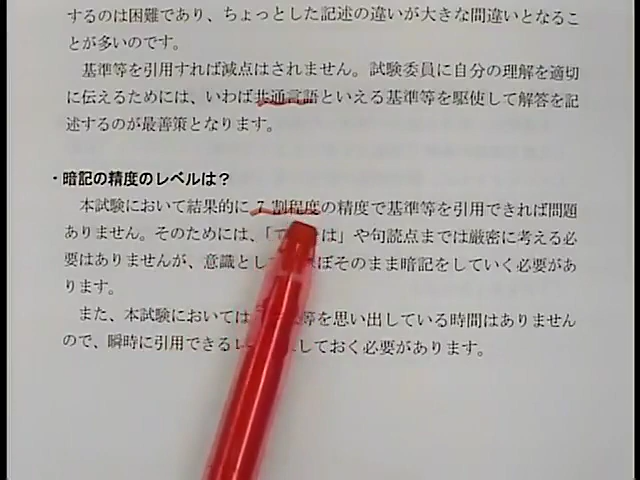 するのは困難であり、ちょっとした記述の違いが大きな間違いとなるこ
とが多いのです。
基準等を引用すれば減点はされません。試験委員に自分の理解を適切
に伝えるためには、いわば共通言語といえる基準等を駆使して解答を記
述するのが最善策となります。
・暗記の精度のレベルは？
本試験において結果的に7割程度の精度で基準等を引用できれば問題
ありません。そのためには、「て は」や句読点までは厳密に考える必
要はありませんが、意識とし ぼそのまま暗記をしていく必要があ
ります。
また、本試験においては 等を思い出している時間はありません
ので、瞬時に引用できるレ しておく必要があります。